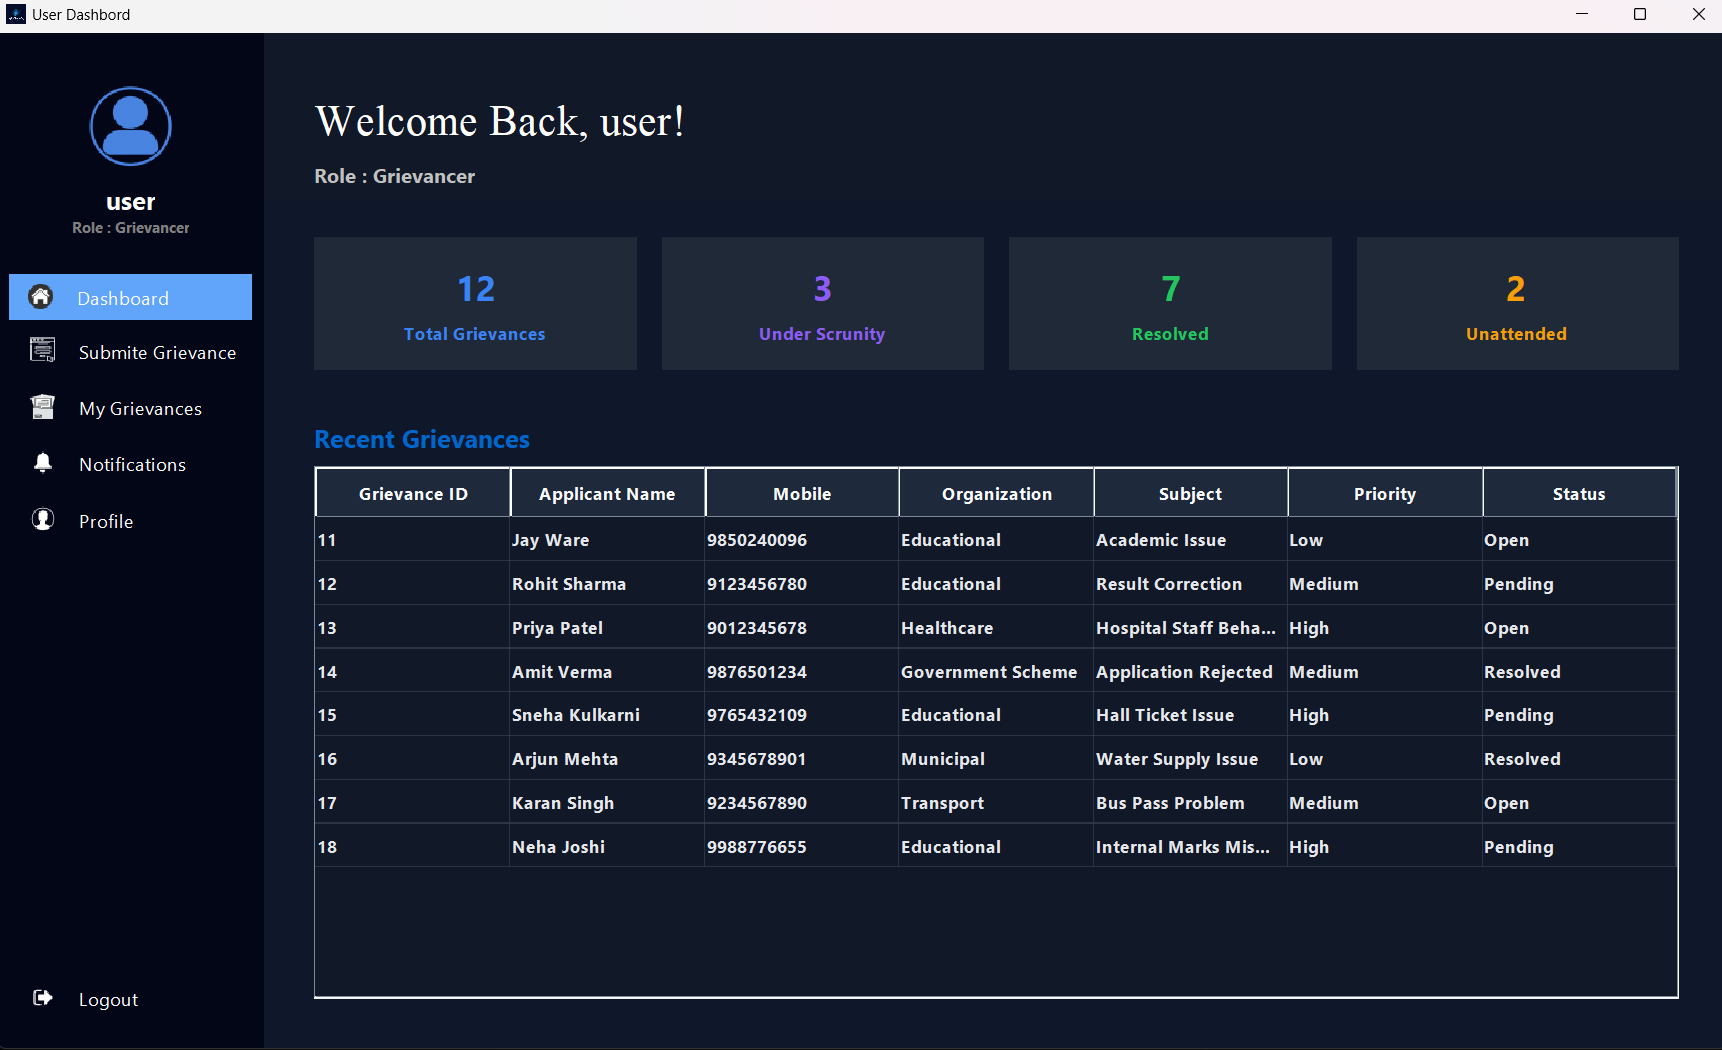 User Dashbord
user
Role : Grievancer
Dashboard
Submite Grievance
My Grievances
Notifications
Profile
Logout
Welcome Back, user!
Role : Grievancer
12
Total Grievances
3
Under Scrunity
7
Resolved
2
Unattended
Recent Grievances
Grievance ID Applicant Name Mobile Organization Subject Priority Status
11 Jay Ware 9850240096 Educational Academic Issue Low Open
12 Rohit Sharma 9123456780 Educational Result Correction Medium Pending
13 Priya Patel 9012345678 Healthcare Hospital Staff Beha... High Open
14 Amit Verma 9876501234 Government Scheme Application Rejected Medium Resolved
15 Sneha Kulkarni 9765432109 Educational Hall Ticket Issue High Pending
16 Arjun Mehta 9345678901 Municipal Water Supply Issue Low Resolved
17 Karan Singh 9234567890 Transport Bus Pass Problem Medium Open
18 Neha Joshi 9988776655 Educational Internal Marks Mis... High Pending